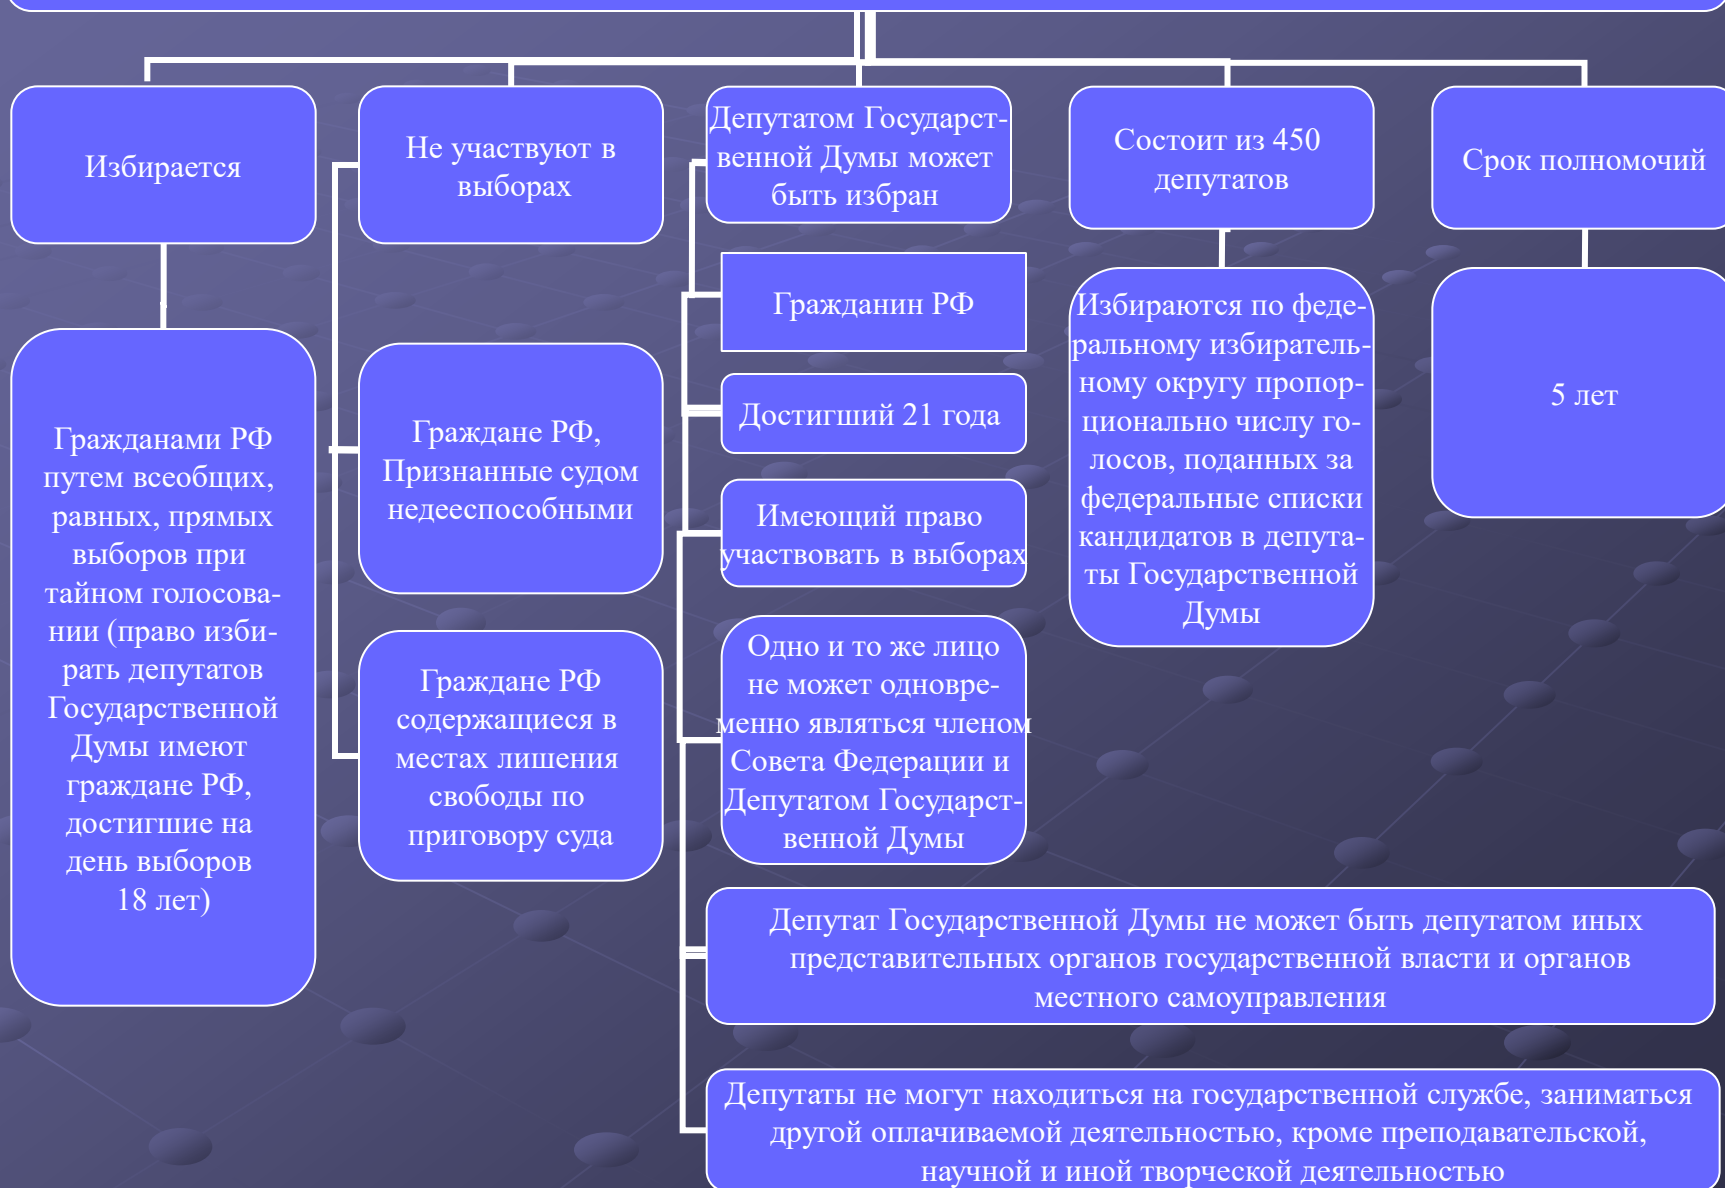 Избирается
Гражданами РФ
путем всеобщих,
равных, прямых
выборов при
тайном голосова-
нии (право изби-
рать депутатов
Государственной
Думы имеют
граждане РФ,
достигшие на
день выборов
18 лет)
Не участвуют в
выборах
Граждане РФ,
Признанные судом
недееспособными
Граждане РФ
содержащиеся в
местах лишения
свободы по
приговору суда
Депутатом Государст-
венной Думы может
быть избран
Гражданин РФ
Достигший 21 года
Имеющий право
участвовать в выборах
Одно и то же лицо
не может одновре-
менно являться членом
Совета Федерации и
Депутатом Государст-
венной Думы
Депутат Государственной Думы не может быть депутатом иных
представительных органов государственной власти и органов
местного самоуправления
Депутаты не могут находиться на государственной службе, заниматься
другой оплачиваемой деятельностью, кроме преподавательской,
научной и иной творческой деятельностью
Состоит из 450
депутатов
Избираются по феде-
ральному избиратель-
ному округу пропор-
ционально числу го-
лосов, поданных за
федеральные списки
кандидатов в депута-
ты Государственной
Думы
Срок полномочий
5 лет